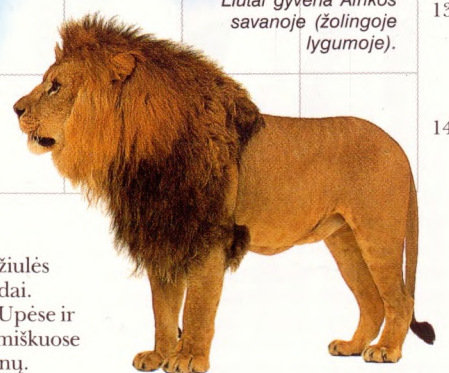 Liūtai gyvena Afrikos
savanoje (žolingoje
lygumoje).
13
14
žiulės
dai.
Upėse ir
miškuose
nų.